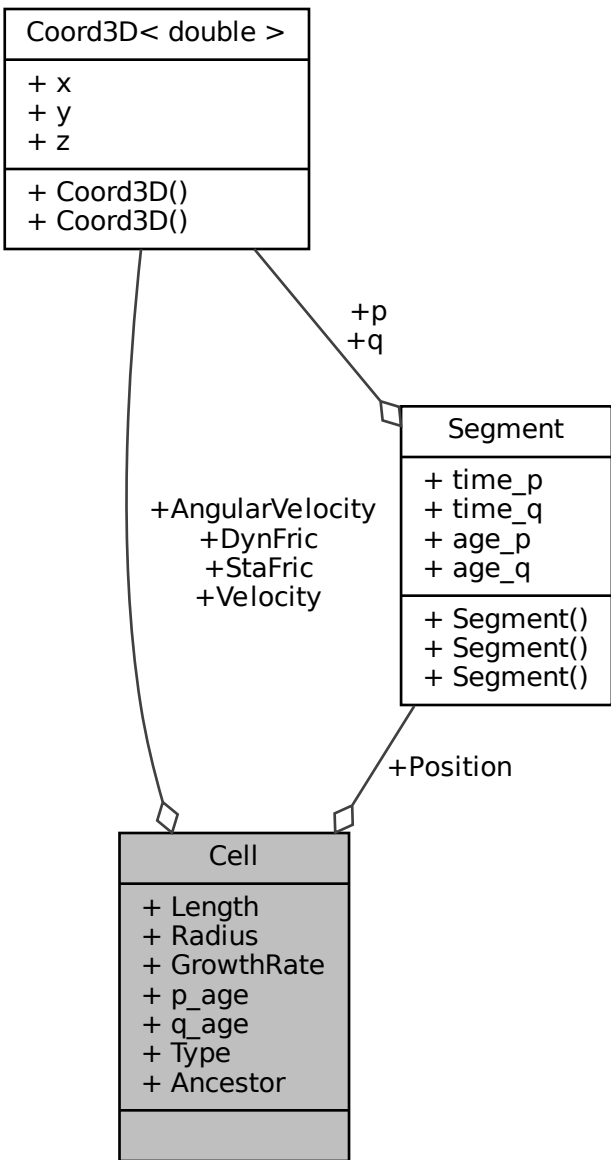 Coord3D< double >
+ x
+ y
+ z
+ Coord3D()
+ Coord3D()
+p
+q
Segment
+ time_p
+ time_q
+ age_p
+ age_q
+ Segment()
+ Segment()
+ Segment()
+AngularVelocity
+DynFric
+StaFric
+Velocity
+Position
Cell
+ Length
+ Radius
+ GrowthRate
+ p_age
+ q_age
+ Type
+ Ancestor